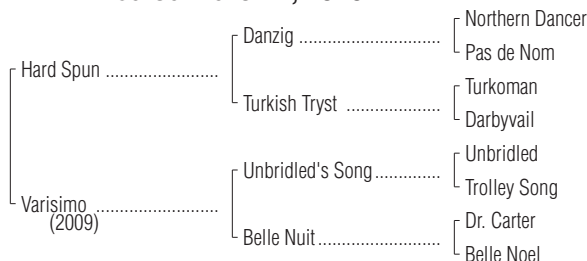 Northern Dancer
Danzig ..................................
Pas de Nom
Hard Spun ...........................
Turkoman
Turkish Tryst ......................
Darbyvail
Unbridled
Unbridled's Song................
Trolley Song
Varisimo .............................
(2009)
Dr. Carter
Belle Nuit.............................
Belle Noel